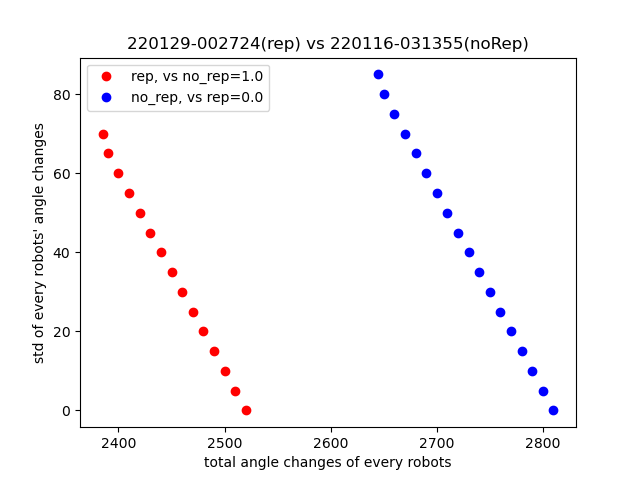 220129-002724(rep) vs 220116-031355(noRep)
rep, vs no_rep=1.0
no_rep, vs rep=0.0
80
60
40
20
0
std of every robots' angle changes
2400 2500 2600 2700 2800
total angle changes of every robots